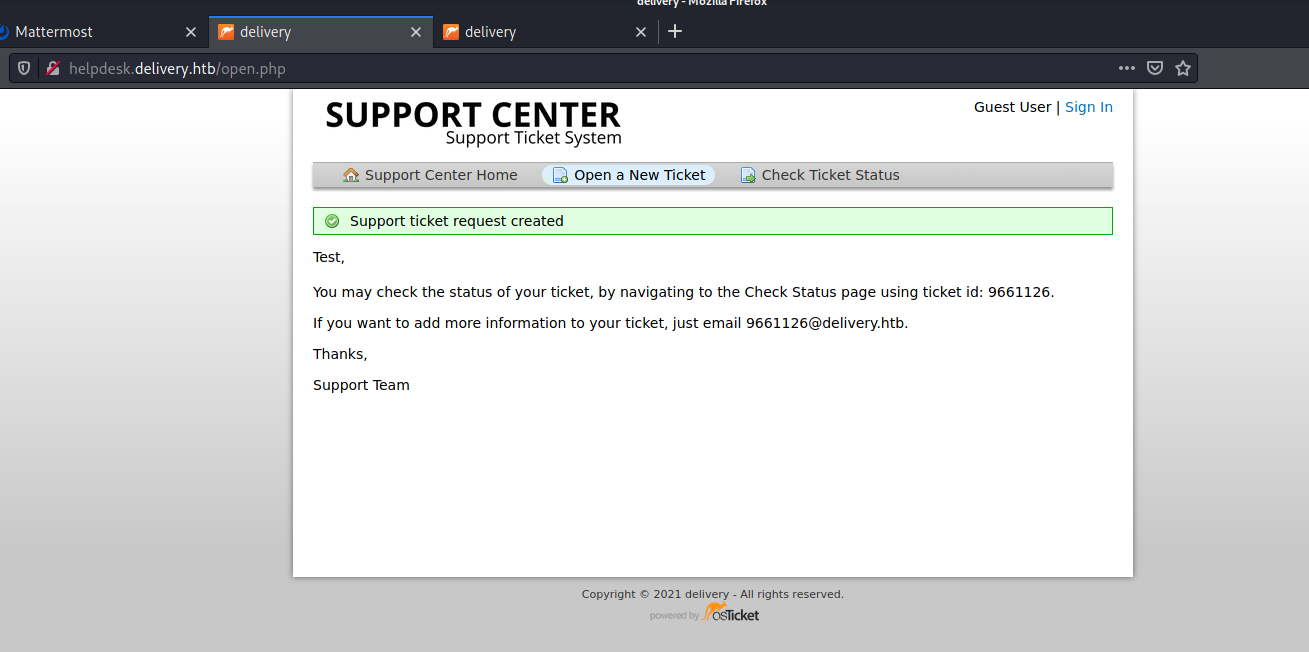 delivery - Mozilla Firefox
Mattermost
delivery
delivery
helpdesk.delivery.htb/open.php
SUPPORT CENTER
Support Ticket System
Guest User | Sign In
Support Center Home
Open a New Ticket
Check Ticket Status
Support ticket request created
Test,
You may check the status of your ticket, by navigating to the Check Status page using ticket id: 9661126.
If you want to add more information to your ticket, just email 9661126@delivery.htb.
Thanks,
Support Team
Copyright © 2021 delivery - All rights reserved.
powered by osTicket